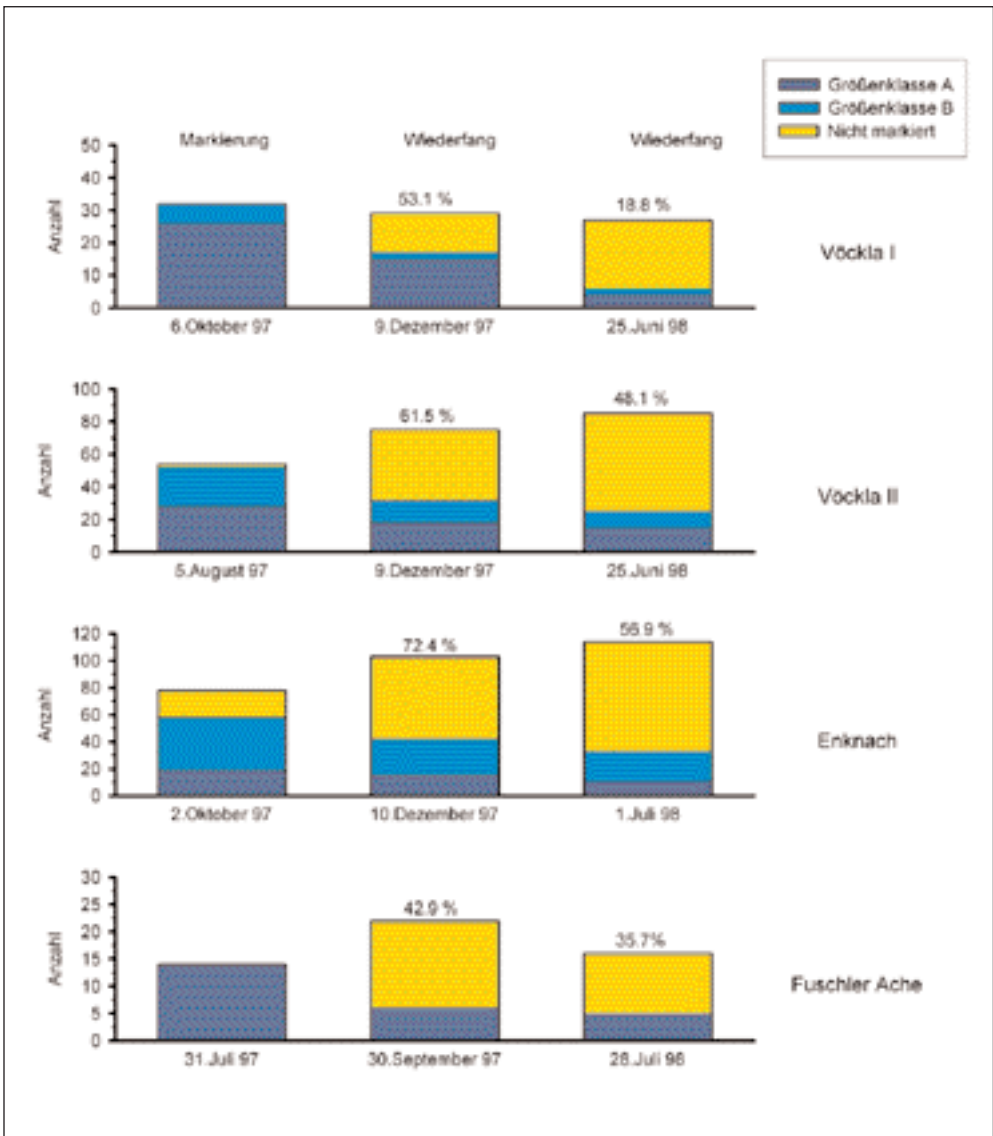 Größenklasse A
Größenklasse B
Nicht markiert
Markierung Wiederfang Wiederfang
50
40
30
20
10
0
Anzahl
53.1 %
18.8 %
Vöckla I
6.Oktober 97 9.Dezember 97 25.Juni 98
100
80
60
40
20
0
Anzahl
61.5 %
48.1 %
Vöckla II
5.August 97 9.Dezember 97 25.Juni 98
120
100
80
60
40
20
0
Anzahl
72.4 %
56.9 %
Enknach
2.Oktober 97 10.Dezember 97 1.Juli 98
30
25
20
15
10
5
0
Anzahl
42.9 %
35.7%
Fuschler Ache
31.Juli 97 30.September 97 28.Juli 98